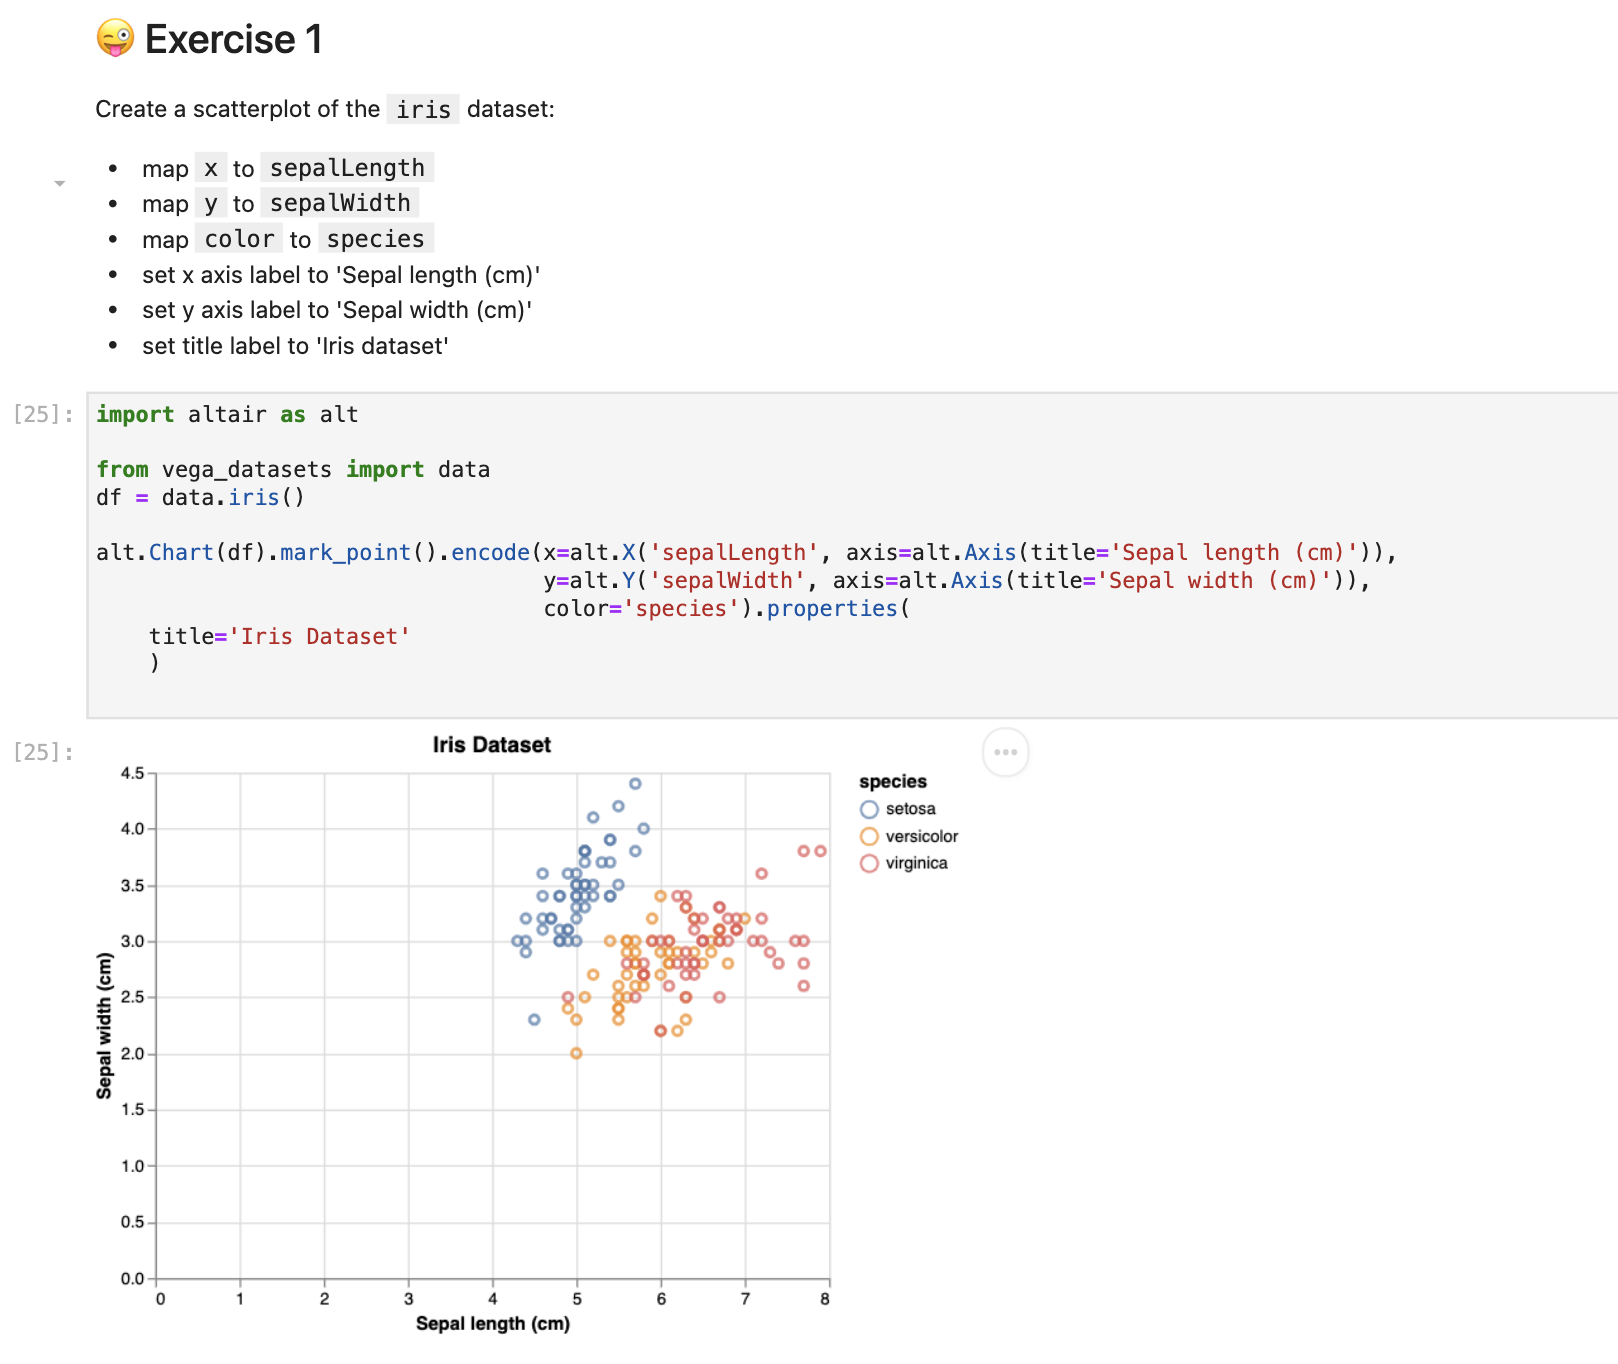 😜 Exercise 1
Create a scatterplot of the iris dataset:
• map x to sepalLength
• map y to sepalWidth
• map color to species
• set x axis label to 'Sepal length (cm)'
• set y axis label to 'Sepal width (cm)'
• set title label to 'Iris dataset'
[25]:
import altair as alt
from vega_datasets import data
df = data.iris()
alt.Chart(df).mark_point().encode(x=alt.X('sepalLength', axis=alt.Axis(title='Sepal length (cm)')),
y=alt.Y('sepalWidth', axis=alt.Axis(title='Sepal width (cm)')),
color='species').properties(
title='Iris Dataset'
)
[25]:
Iris Dataset
4.5
4.0
3.5
3.0
2.5
2.0
1.5
1.0
0.5
0.0
Sepal width (cm)
0 1 2 3 4 5 6 7 8
Sepal length (cm)
species
setosa
versicolor
virginica